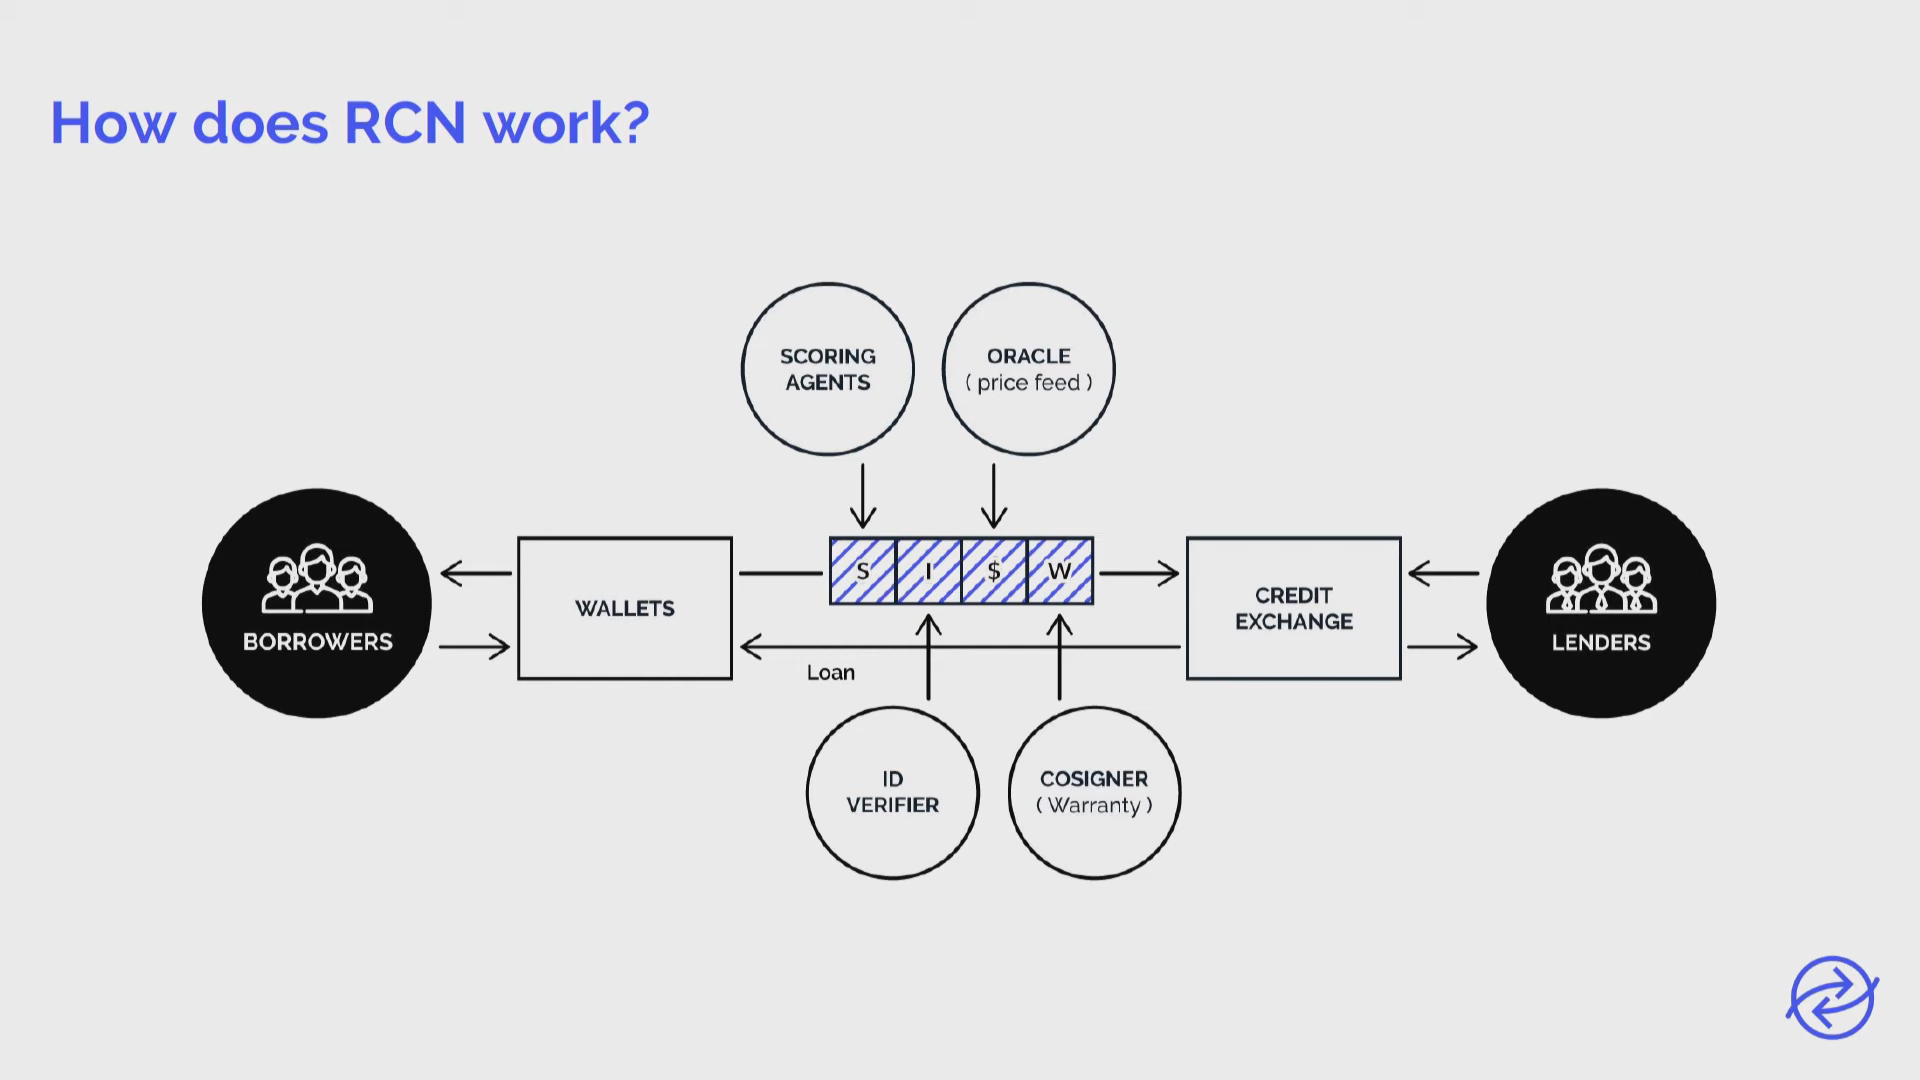 How does RCN work?
SCORING
AGENTS
ORACLE
( price feed )
BORROWERS
WALLETS
S I $ W
CREDIT
EXCHANGE
LENDERS
Loan
ID
VERIFIER
COSIGNER
( Warranty )